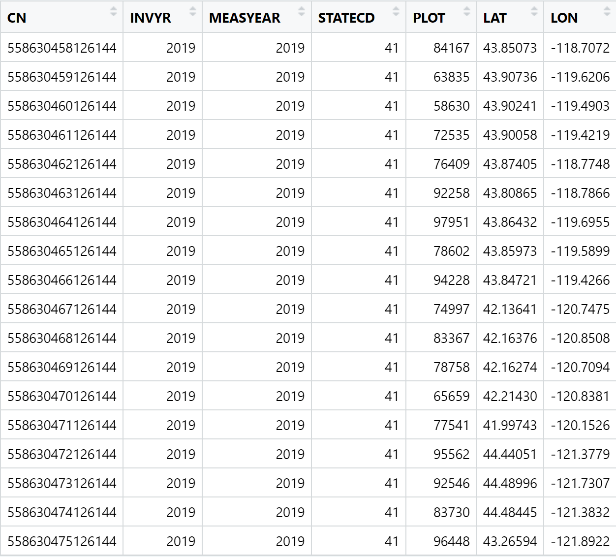 CN INVYR MEASYEAR STATECD PLOT LAT LON
558630458126144 2019 2019 41 84167 43.85073 -118.7072
558630459126144 2019 2019 41 63835 43.90736 -119.6206
558630460126144 2019 2019 41 58630 43.90241 -119.4903
558630461126144 2019 2019 41 72535 43.90058 -119.4219
558630462126144 2019 2019 41 76409 43.87405 -118.7748
558630463126144 2019 2019 41 92258 43.80865 -118.7866
558630464126144 2019 2019 41 97951 43.86432 -119.6955
558630465126144 2019 2019 41 78602 43.85973 -119.5899
558630466126144 2019 2019 41 94228 43.84721 -119.4266
558630467126144 2019 2019 41 74997 42.13641 -120.7475
558630468126144 2019 2019 41 83367 42.16376 -120.8508
558630469126144 2019 2019 41 78758 42.16274 -120.7094
558630470126144 2019 2019 41 65659 42.21430 -120.8381
558630471126144 2019 2019 41 77541 41.99743 -120.1526
558630472126144 2019 2019 41 95562 44.44051 -121.3779
558630473126144 2019 2019 41 92546 44.48996 -121.7307
558630474126144 2019 2019 41 83730 44.48445 -121.3832
558630475126144 2019 2019 41 96448 43.26594 -121.8922